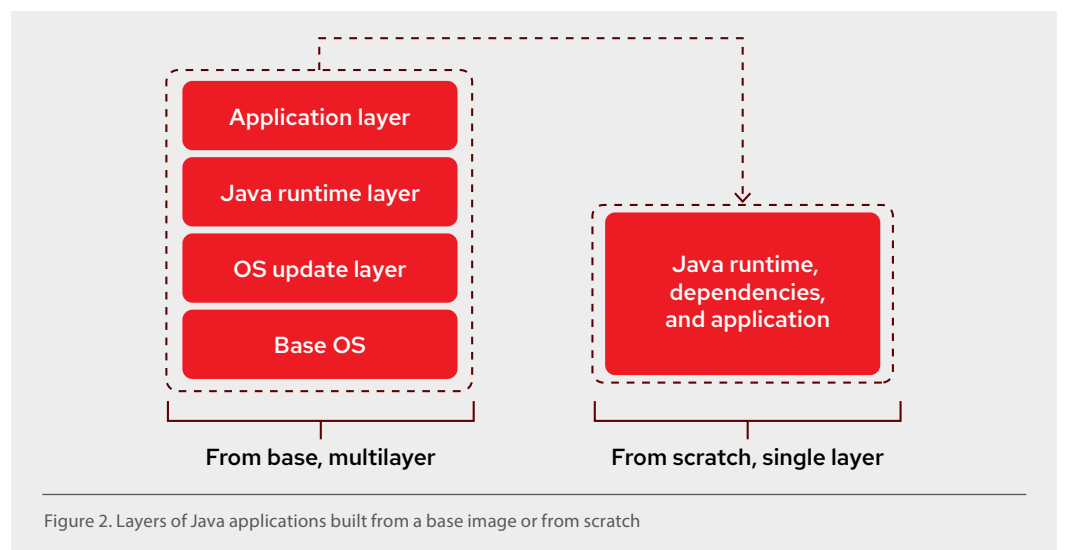 Application layer
Java runtime layer
OS update layer
Base OS
From base, multilayer
Java runtime,
dependencies,
and application
From scratch, single layer
Figure 2. Layers of Java applications built from a base image or from scratch